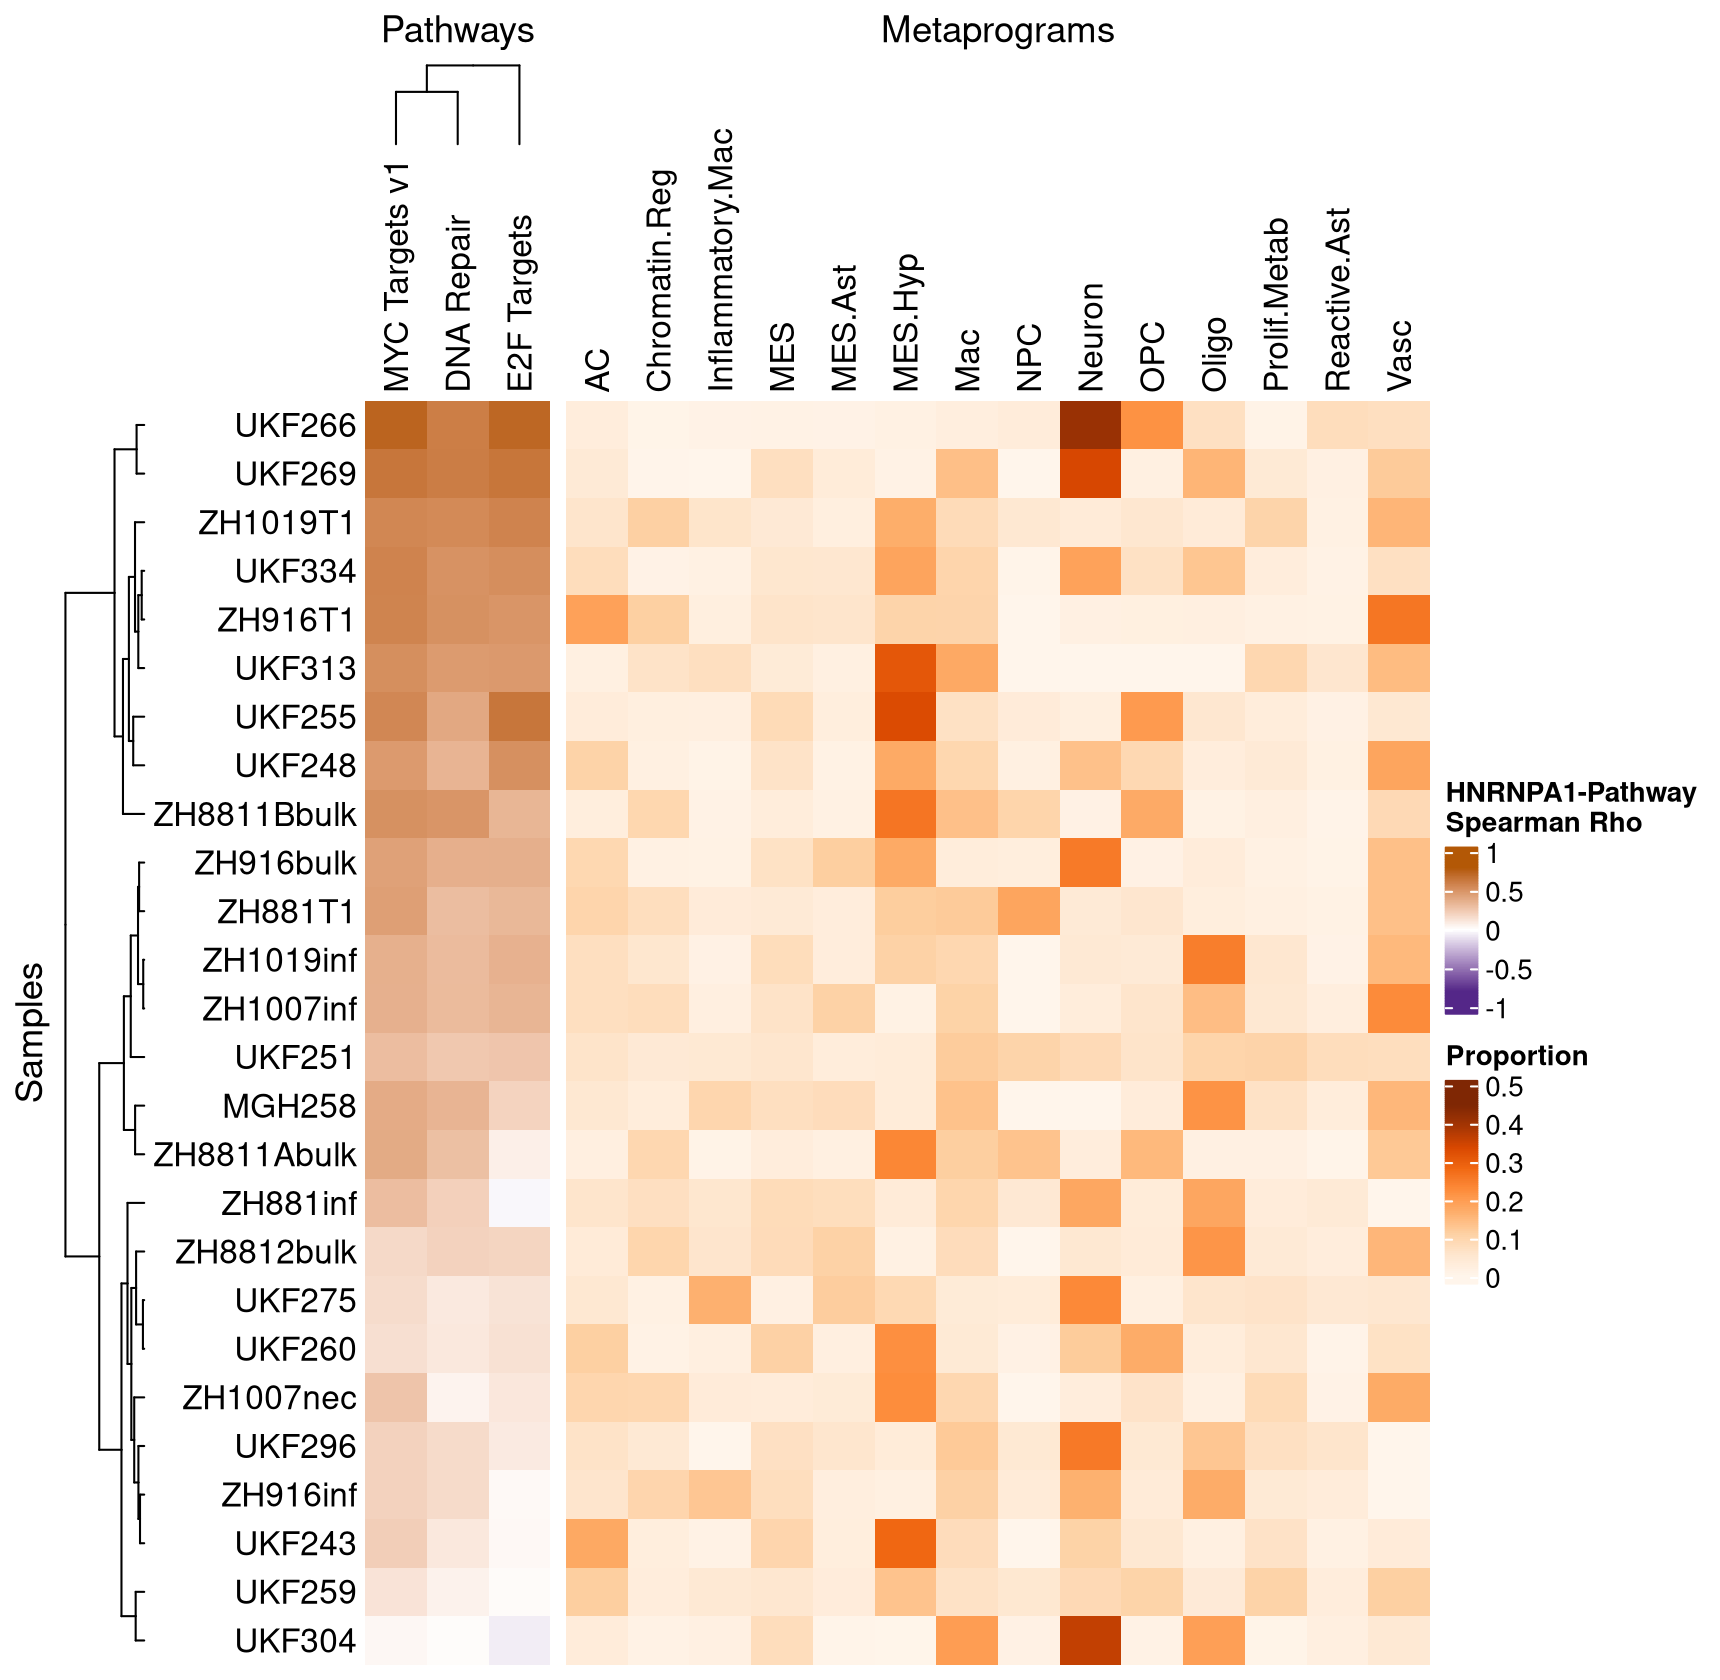 Pathways
Metaprograms
MYC Targets v1
DNA Repair
E2F Targets
AC
Chromatin.Reg
Inflammatory.Mac
MES
MES.Ast
MES.Hyp
Mac
NPC
Neuron
OPC
Oligo
Prolif.Metab
Reactive.Ast
Vasc
Samples
UKF266
UKF269
ZH1019T1
UKF334
ZH916T1
UKF313
UKF255
UKF248
ZH8811Bbulk
ZH916bulk
ZH881T1
ZH1019inf
ZH1007inf
UKF251
MGH258
ZH8811Abulk
ZH881inf
ZH8812bulk
UKF275
UKF260
ZH1007nec
UKF296
ZH916inf
UKF243
UKF259
UKF304
HNRNPA1-Pathway
Spearman Rho
1
0.5
0
-0.5
-1
Proportion
0.5
0.4
0.3
0.2
0.1
0